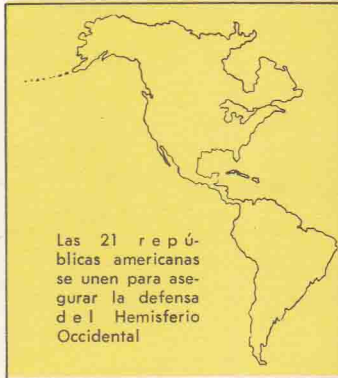 Las 21 repú-
blicas americanas
se unen para ase-
gurar la defensa
del Hemisferio
Occidental